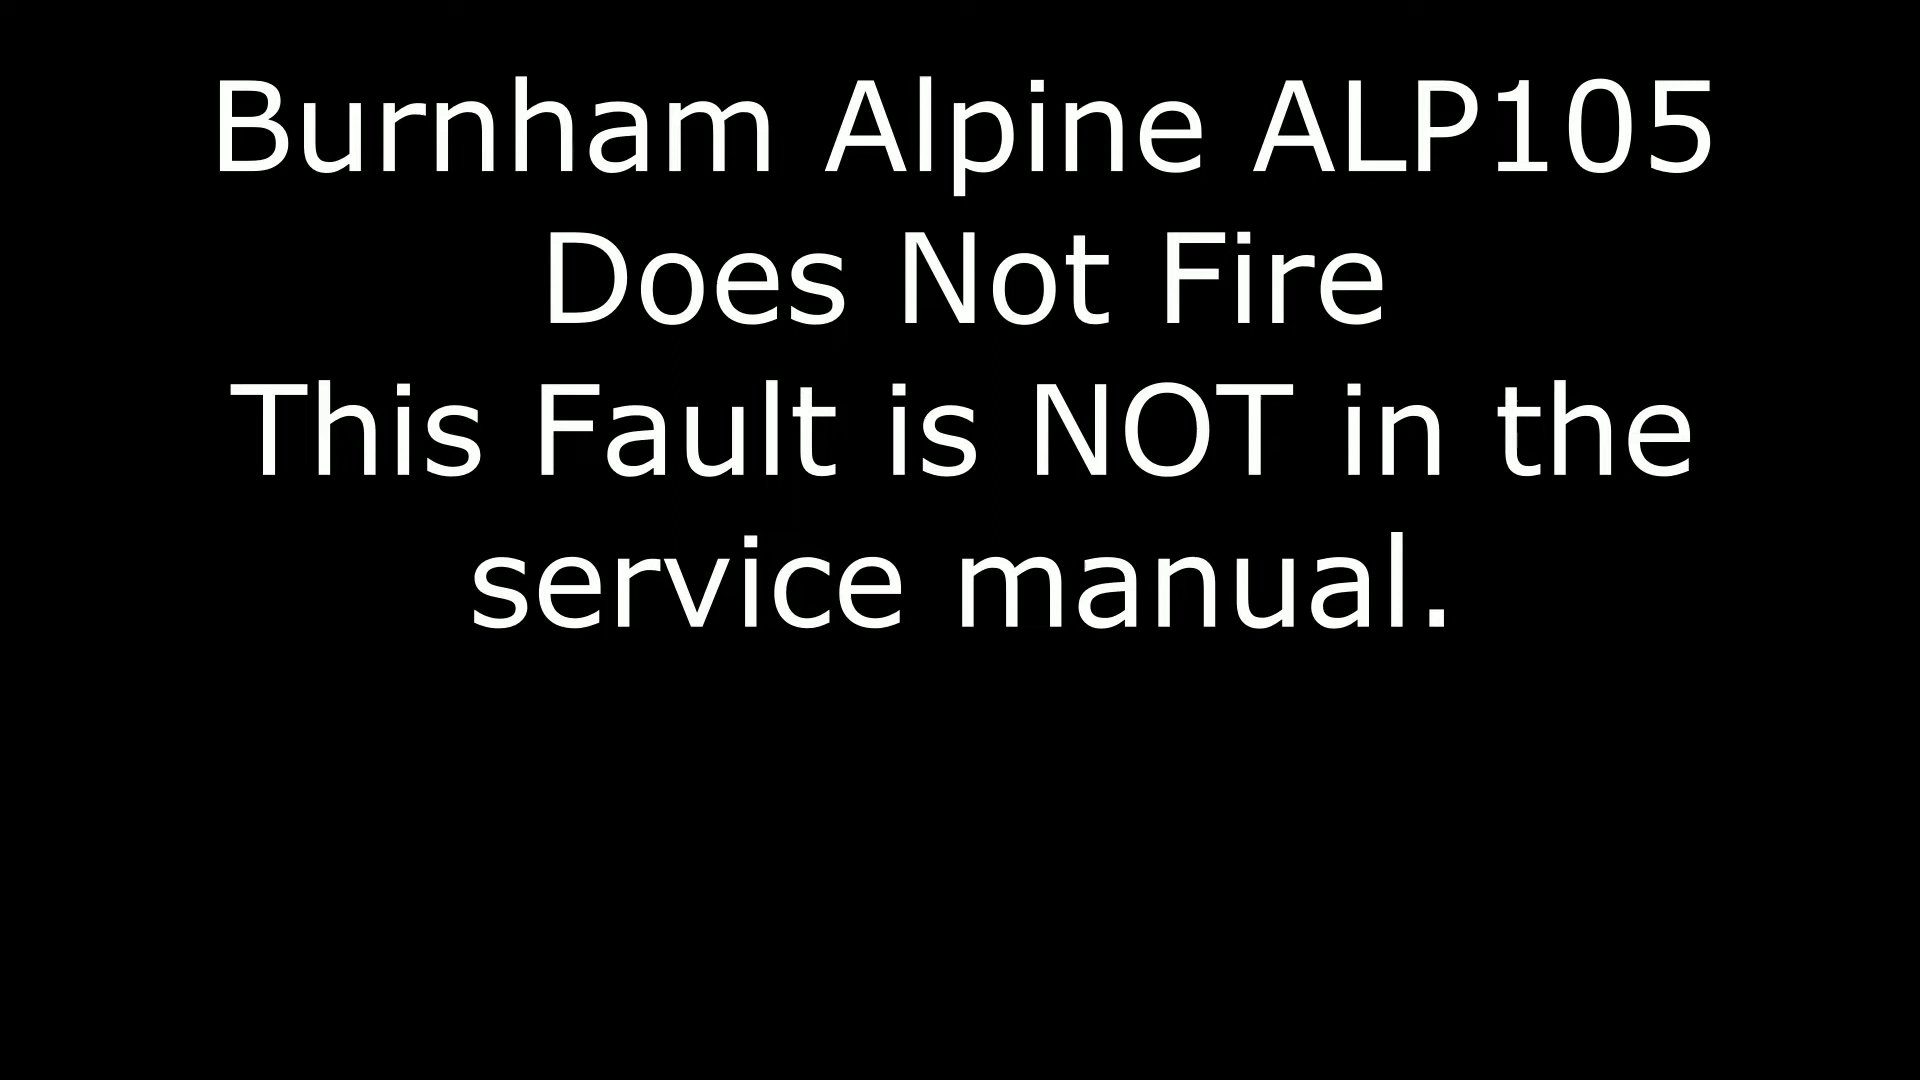 Burnham Alpine ALP105
Does Not Fire
This Fault is NOT in the
service manual.